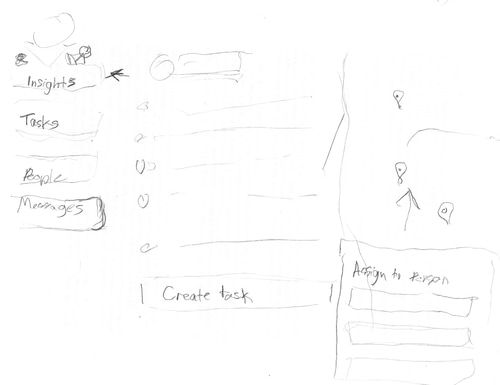 Insights
Tasks
People
Messages
Create task
Assign to Person